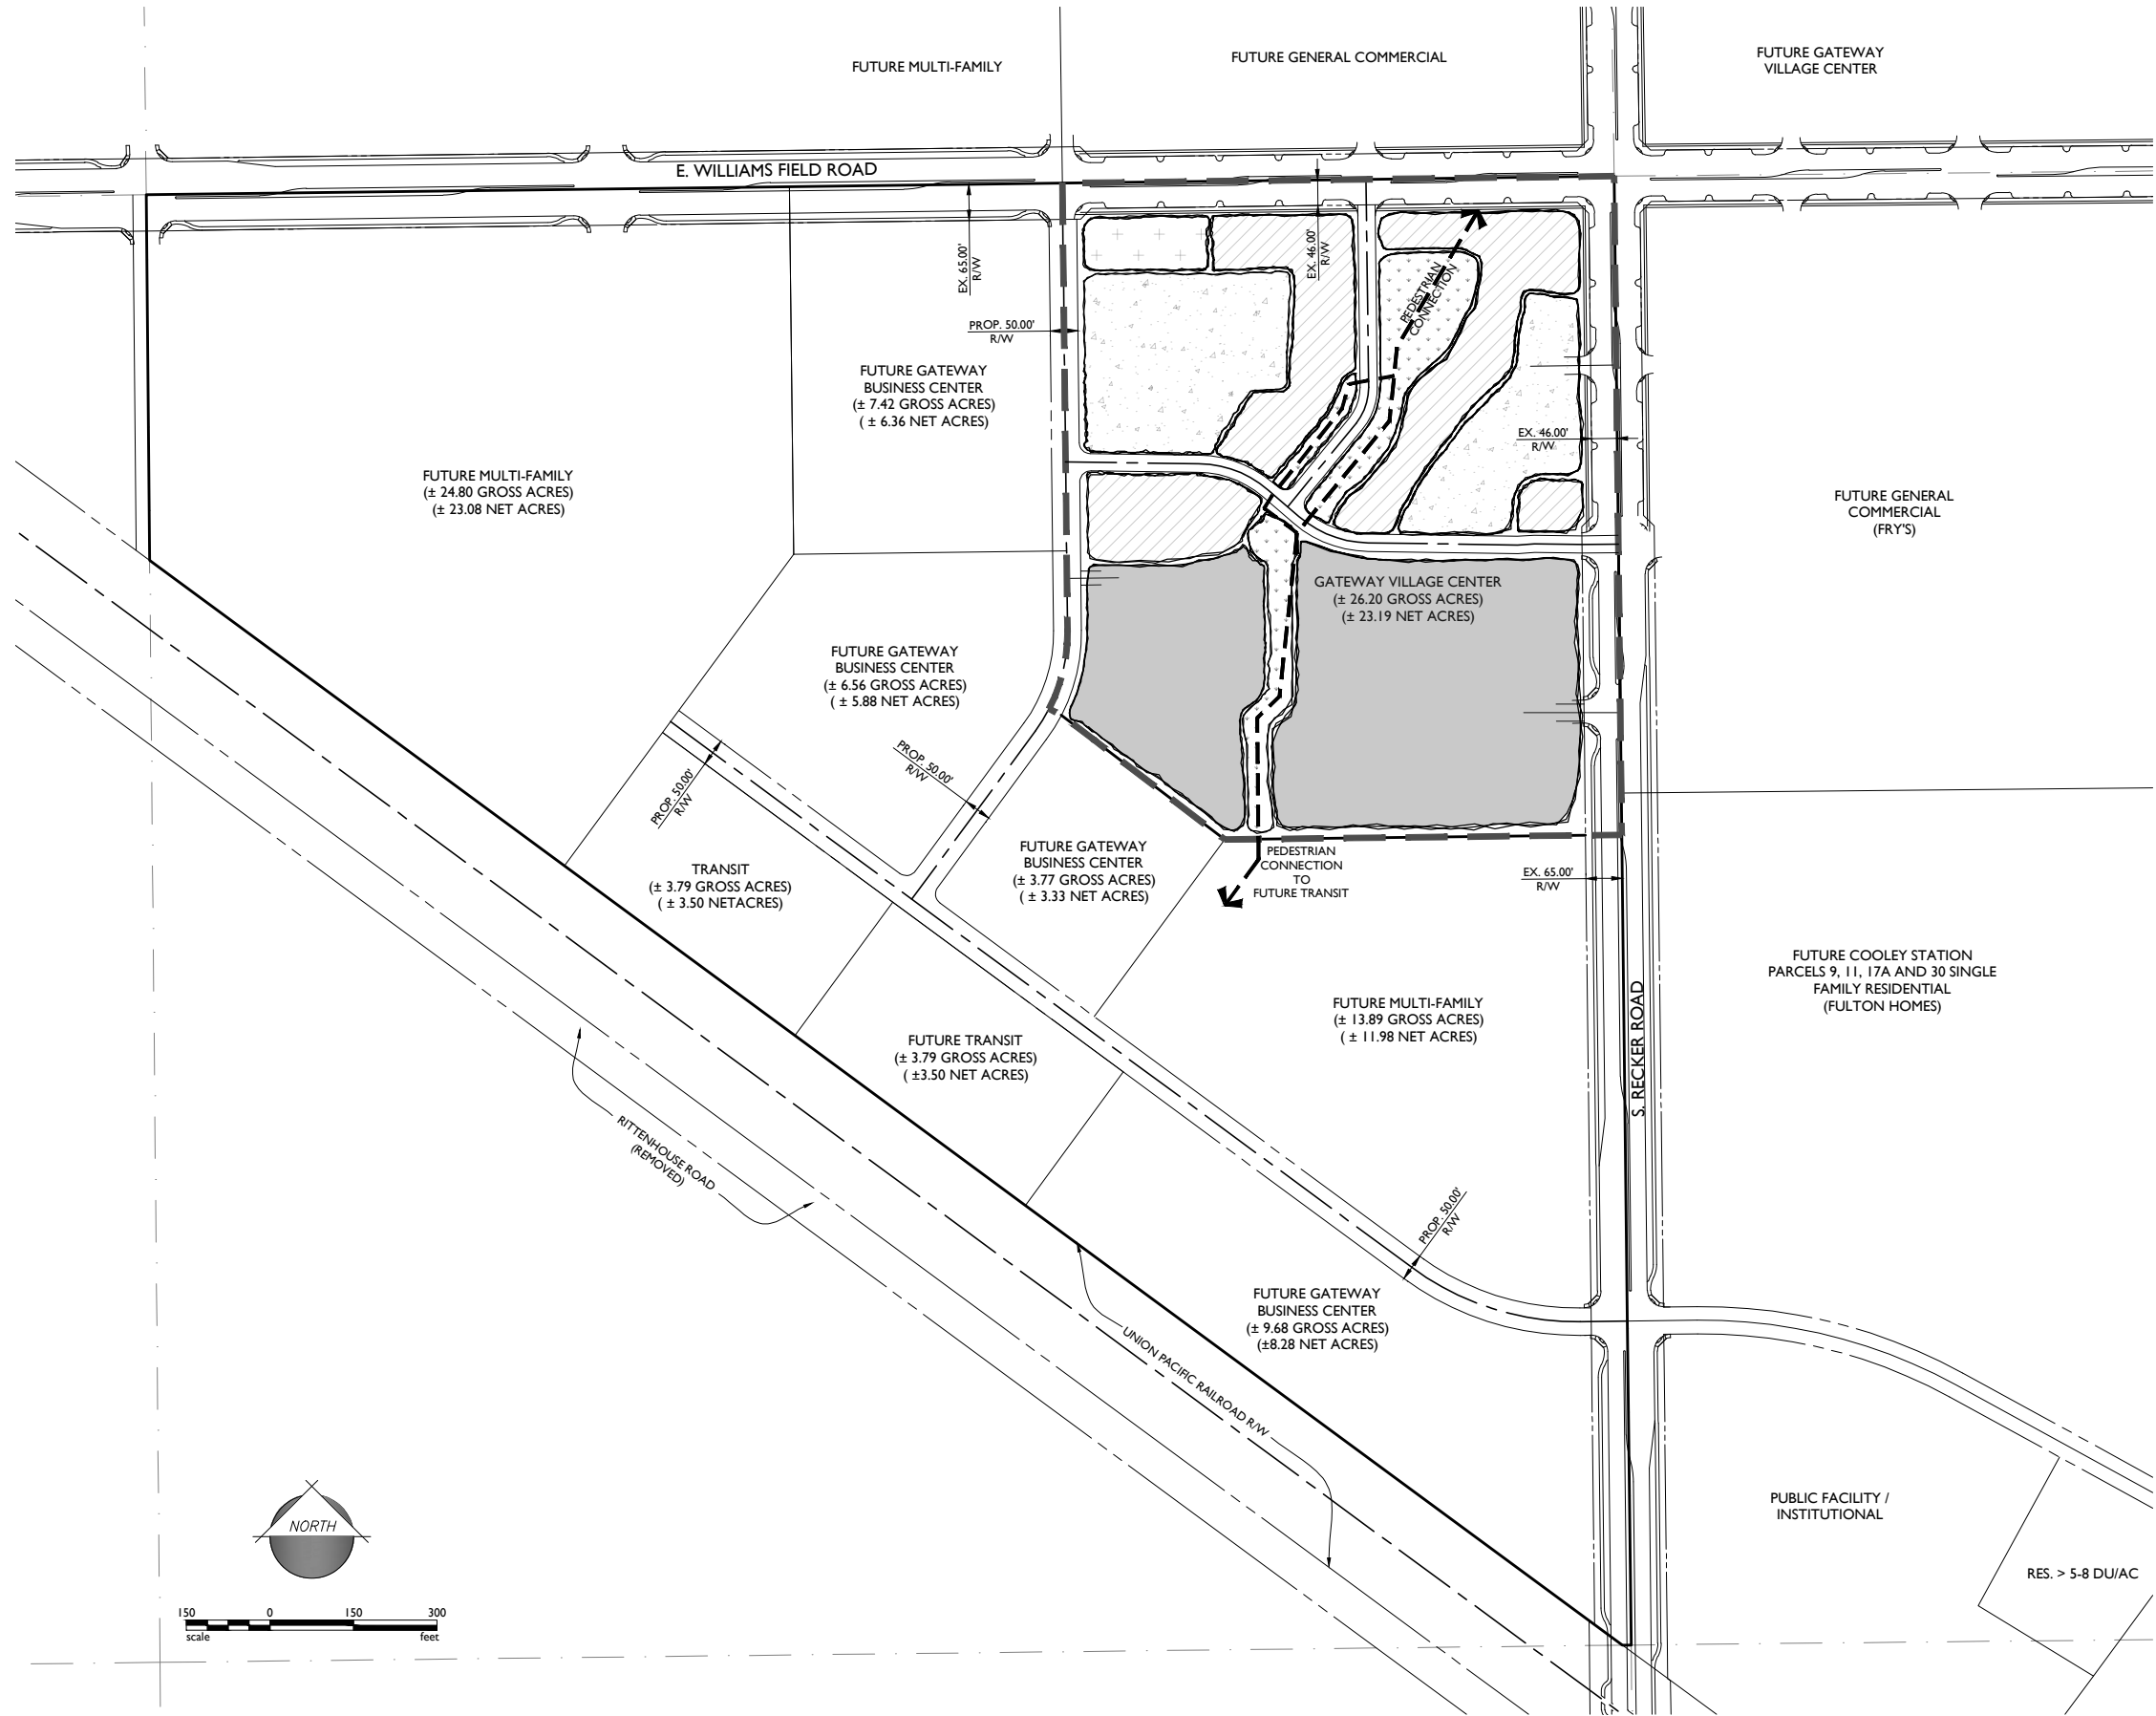 FUTURE MULTI-FAMILY
FUTURE GENERAL COMMERCIAL
FUTURE GATEWAY
VILLAGE CENTER
E. WILLIAMS FIELD ROAD
EX. 65.00'
R/W
EX. 46.00'
R/W
PEDESTRIAN
CONNECTION
PROP. 50.00'
R/W
FUTURE GATEWAY
BUSINESS CENTER
(± 7.42 GROSS ACRES)
( ± 6.36 NET ACRES)
EX. 46.00'
R/W
FUTURE MULTI-FAMILY
(± 24.80 GROSS ACRES)
(± 23.08 NET ACRES)
FUTURE GENERAL
COMMERCIAL
(FRY'S)
GATEWAY VILLAGE CENTER
(± 26.20 GROSS ACRES)
(± 23.19 NET ACRES)
FUTURE GATEWAY
BUSINESS CENTER
(± 6.56 GROSS ACRES)
( ± 5.88 NET ACRES)
PROP. 50.00'
R/W
PROP. 50.00'
R/W
FUTURE GATEWAY
BUSINESS CENTER
(± 3.77 GROSS ACRES)
( ± 3.33 NET ACRES)
PEDESTRIAN
CONNECTION
TO
FUTURE TRANSIT
EX. 65.00'
R/W
TRANSIT
(± 3.79 GROSS ACRES)
( ± 3.50 NETACRES)
FUTURE COOLEY STATION
PARCELS 9, 11, 17A AND 30 SINGLE
FAMILY RESIDENTIAL
(FULTON HOMES)
S. RECKER ROAD
FUTURE MULTI-FAMILY
(± 13.89 GROSS ACRES)
( ± 11.98 NET ACRES)
FUTURE TRANSIT
(± 3.79 GROSS ACRES)
( ±3.50 NET ACRES)
RITTENHOUSE ROAD
(REMOVED)
PROP. 50.00'
R/W
FUTURE GATEWAY
BUSINESS CENTER
(± 9.68 GROSS ACRES)
(±8.28 NET ACRES)
UNION PACIFIC RAILROAD R/W
PUBLIC FACILITY /
INSTITUTIONAL
RES. > 5-8 DU/AC
NORTH
150 0 150 300
scale feet